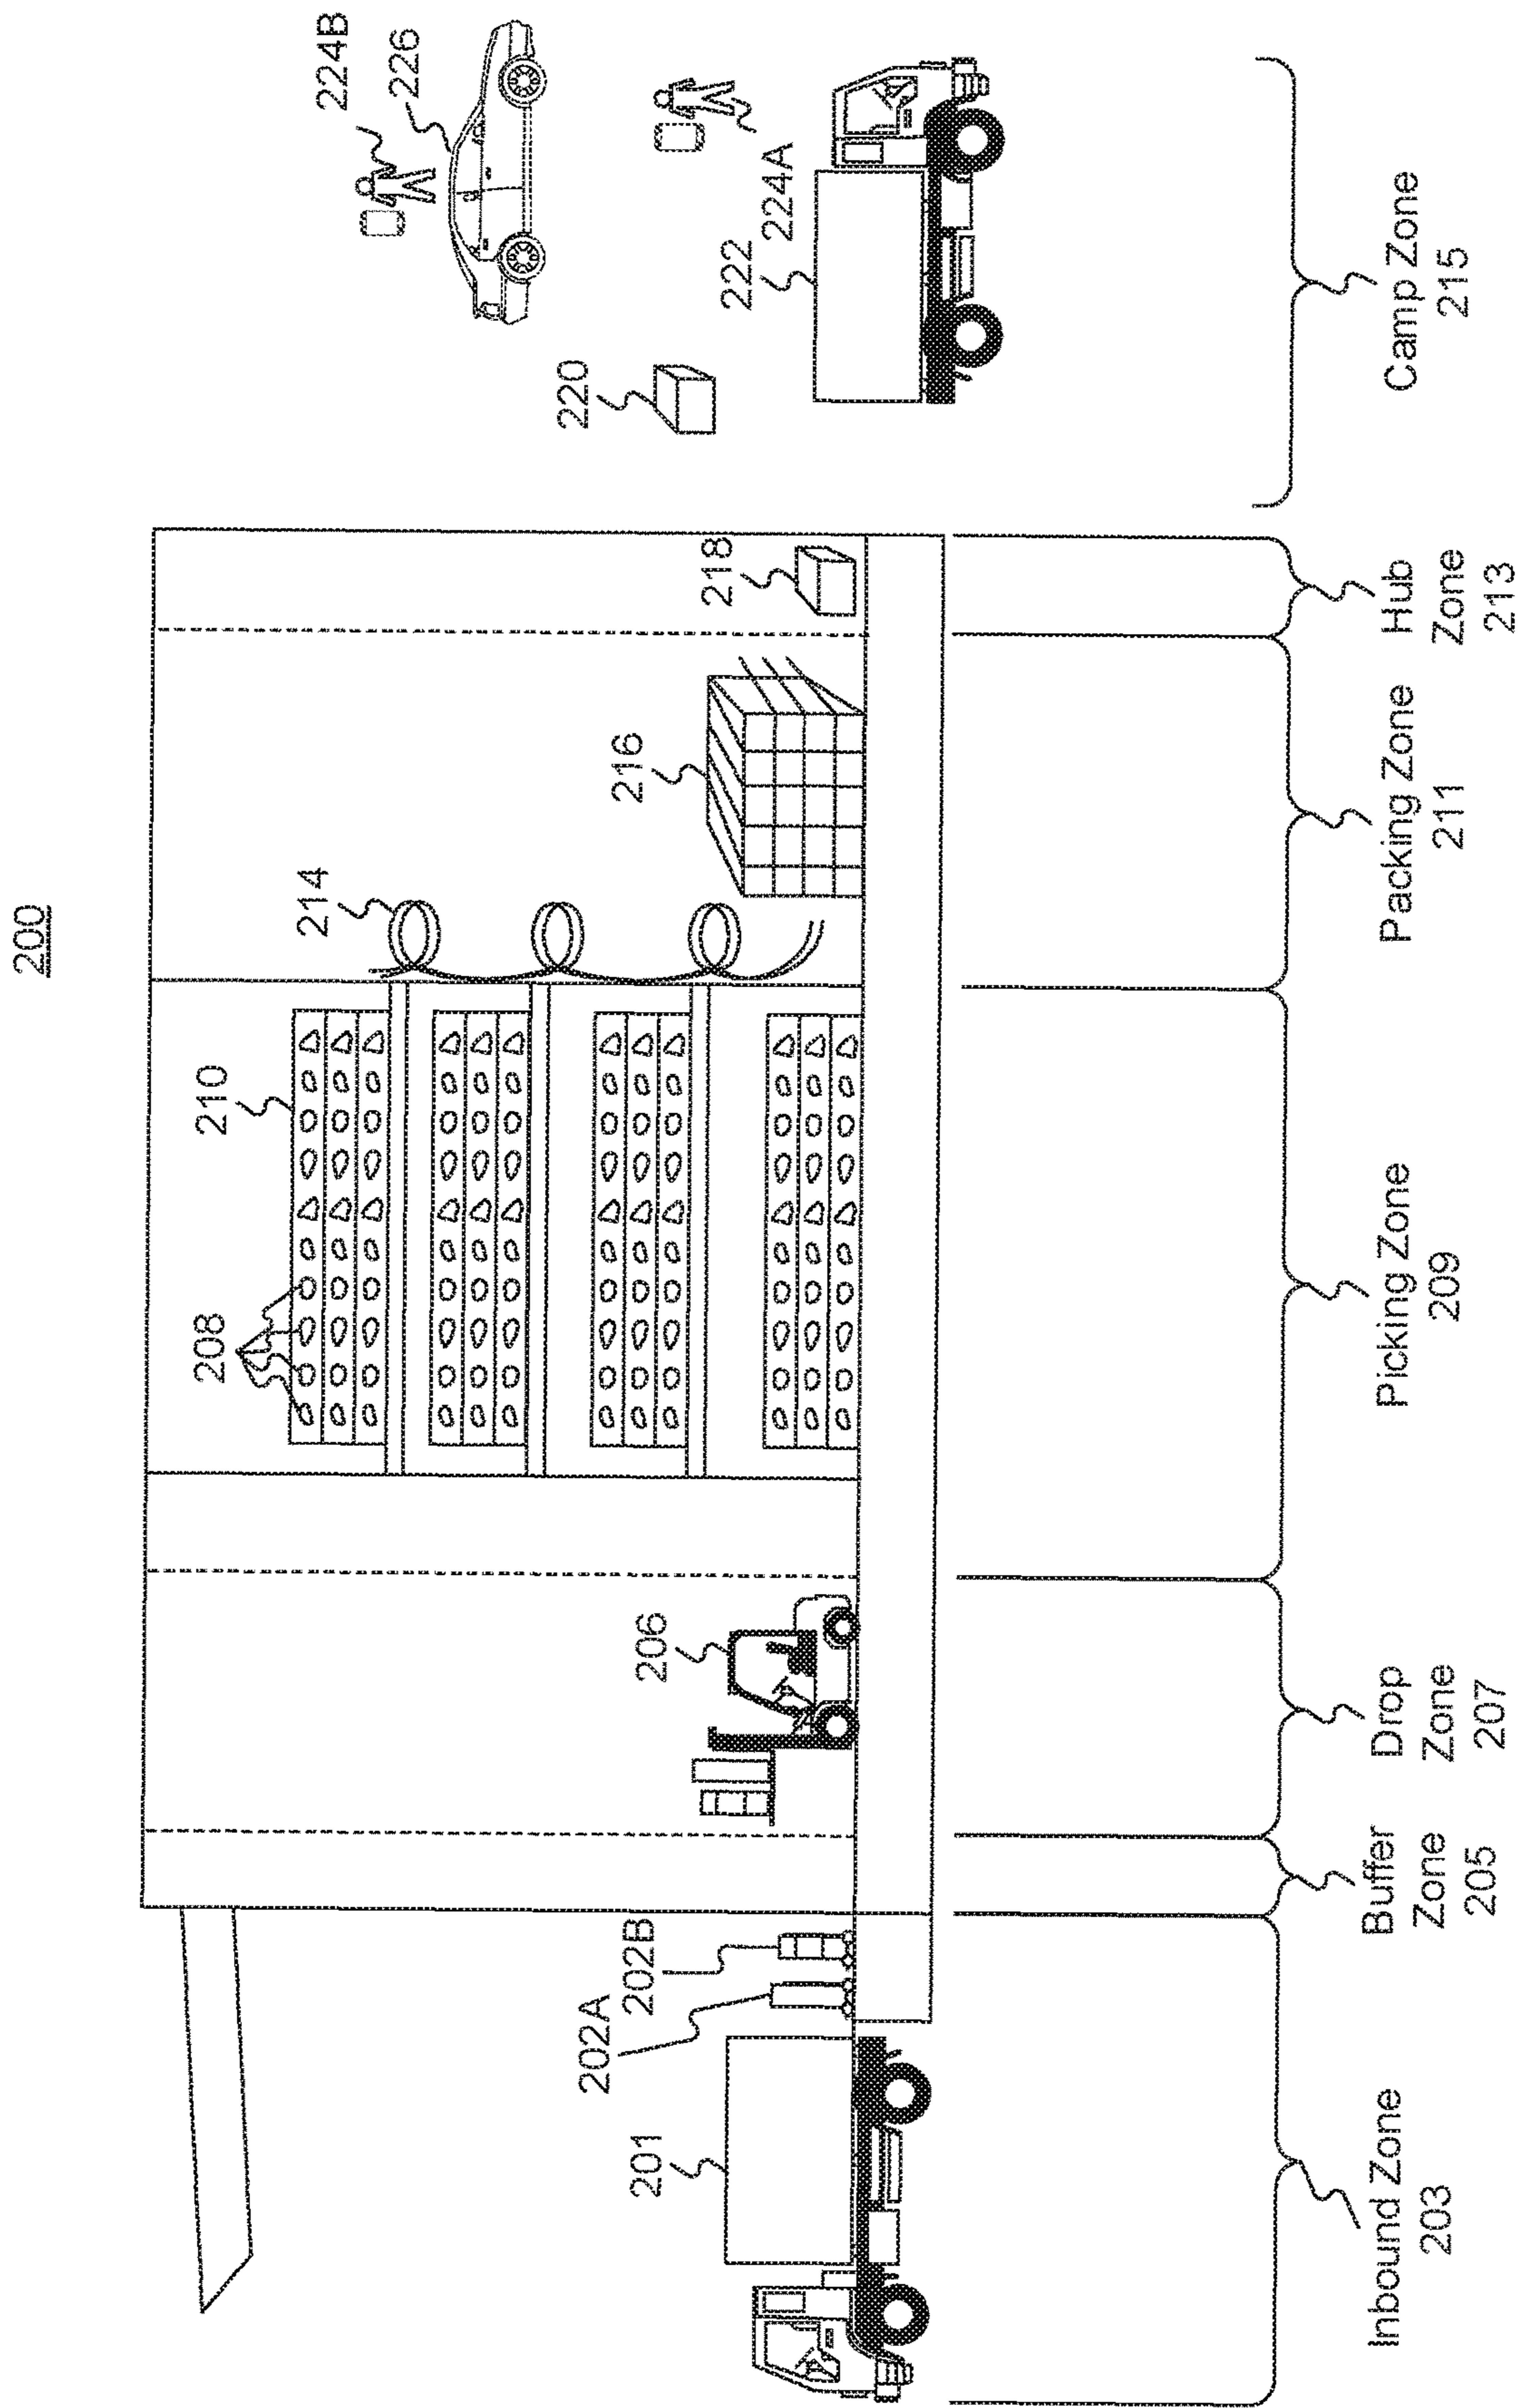 200
224B
226
224A
222
220
218
216
214
210
208
206
202B
202A
201
Inbound Zone
203
Buffer
Zone
205
Drop
Zone
207
Picking Zone
209
Packing Zone
211
Hub
Zone
213
Camp Zone
215